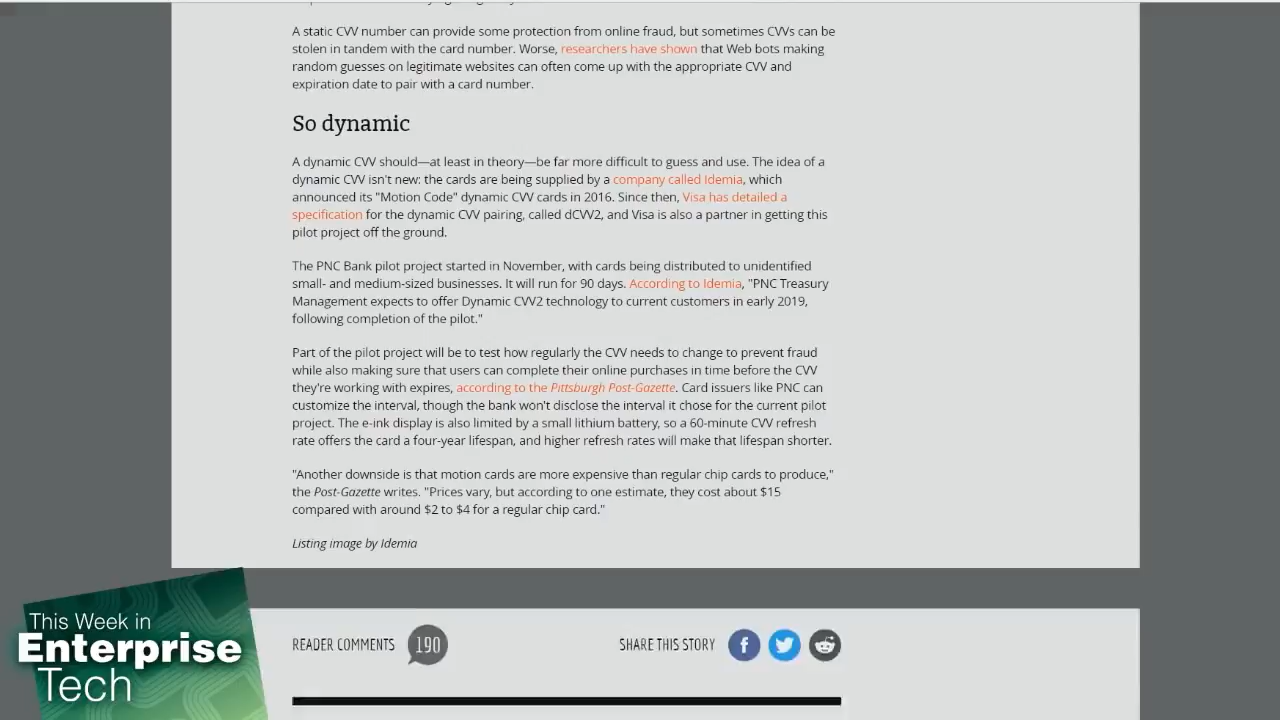 A static CVV number can provide some protection from online fraud, but sometimes CVVs can be
stolen in tandem with the card number. Worse, researchers have shown that Web bots making
random guesses on legitimate websites can often come up with the appropriate CVV and
expiration date to pair with a card number.
So dynamic
A dynamic CVV should—at least in theory—be far more difficult to guess and use. The idea of a
dynamic CVV isn't new: the cards are being supplied by a company called Idemia, which
announced its "Motion Code" dynamic CVV cards in 2016. Since then, Visa has detailed a
specification for the dynamic CVV pairing, called dCVV2, and Visa is also a partner in getting this
pilot project off the ground.
The PNC Bank pilot project started in November, with cards being distributed to unidentified
small- and medium-sized businesses. It will run for 90 days. According to Idemia, "PNC Treasury
Management expects to offer Dynamic CVV2 technology to current customers in early 2019,
following completion of the pilot."
Part of the pilot project will be to test how regularly the CVV needs to change to prevent fraud
while also making sure that users can complete their online purchases in time before the CVV
they're working with expires, according to the Pittsburgh Post-Gazette. Card issuers like PNC can
customize the interval, though the bank won't disclose the interval it chose for the current pilot
project. The e-ink display is also limited by a small lithium battery, so a 60-minute CVV refresh
rate offers the card a four-year lifespan, and higher refresh rates will make that lifespan shorter.
"Another downside is that motion cards are more expensive than regular chip cards to produce,"
the Post-Gazette writes. "Prices vary, but according to one estimate, they cost about $15
compared with around $2 to $4 for a regular chip card."
Listing image by Idemia
READER COMMENTS 190 SHARE THIS STORY
This Week in
Enterprise
Tech